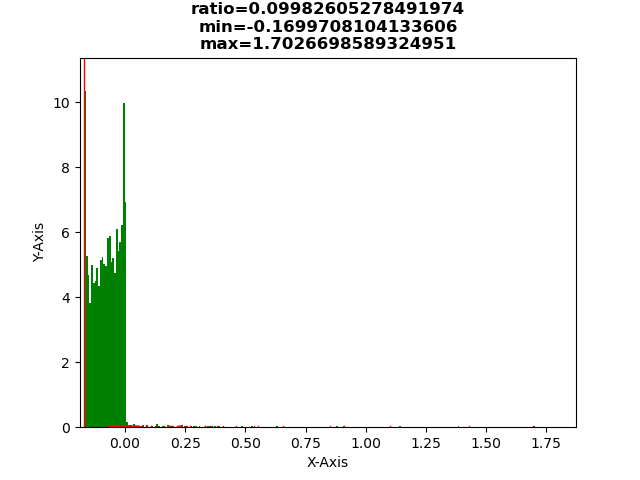 ratio=0.09982605278491974
min=-0.1699708104133606
max=1.7026698589324951
10
8
6
4
2
0
Y-Axis
0.00 0.25 0.50 0.75 1.00 1.25 1.50 1.75
X-Axis